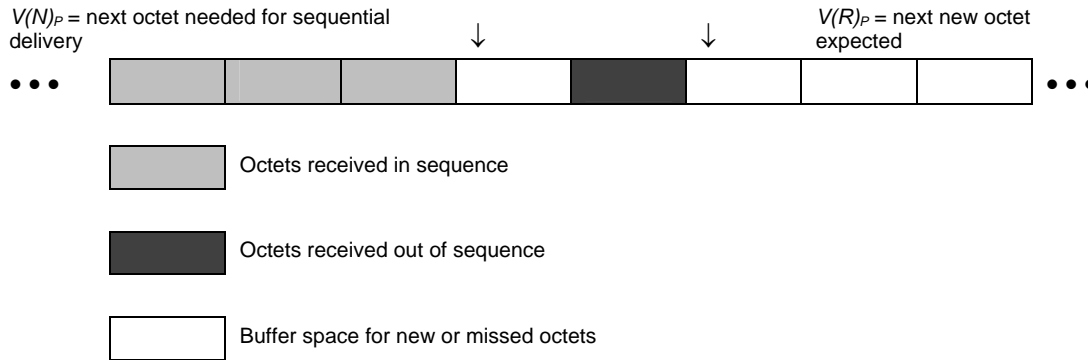 V(N)P = next octet needed for sequential
delivery
↓
↓
V(R)P = next new octet
expected
•••
•••
Octets received in sequence
Octets received out of sequence
Buffer space for new or missed octets